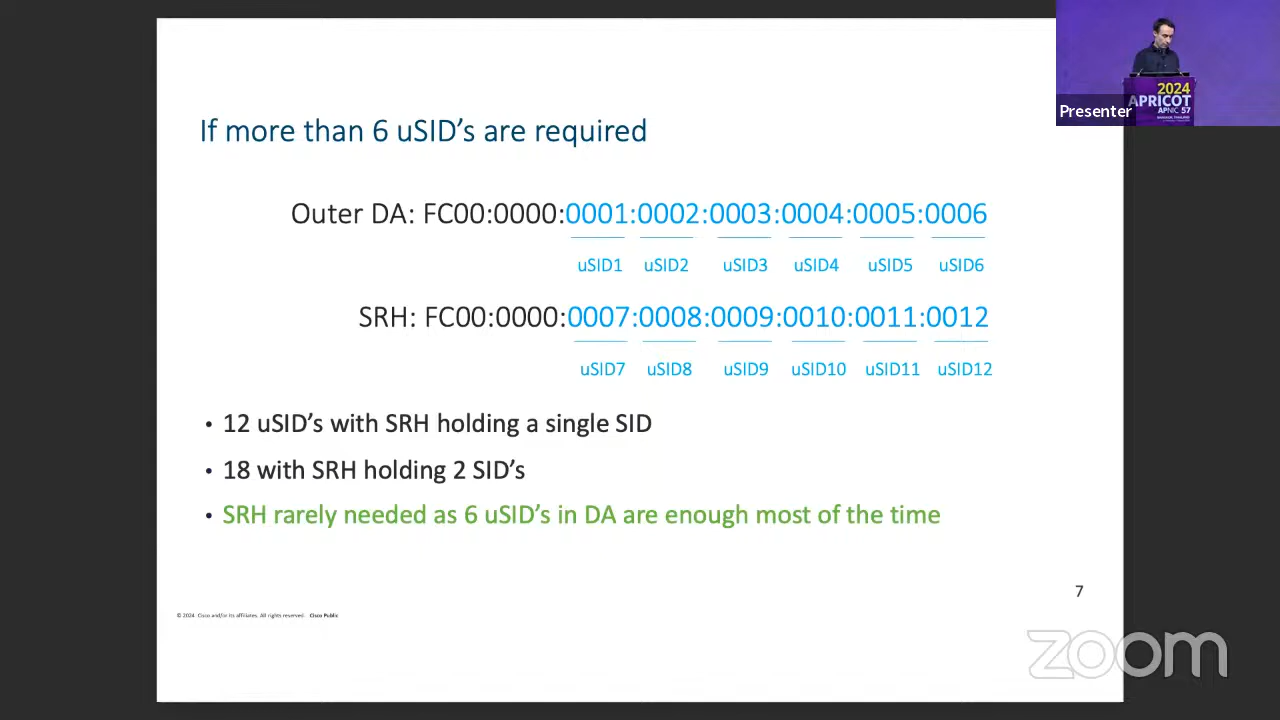 2024
APRICOT
APNIC 57
Presenter
If more than 6 uSID’s are required
Outer DA: FC00:0000:0001:0002:0003:0004:0005:0006
uSID1 uSID2 uSID3 uSID4 uSID5 uSID6
SRH: FC00:0000:0007:0008:0009:0010:0011:0012
uSID7 uSID8 uSID9 uSID10 uSID11 uSID12
• 12 uSID’s with SRH holding a single SID
• 18 with SRH holding 2 SID’s
• SRH rarely needed as 6 uSID’s in DA are enough most of the time
7
© 2024 Cisco and/or its affiliates. All rights reserved. Cisco Public
zoom